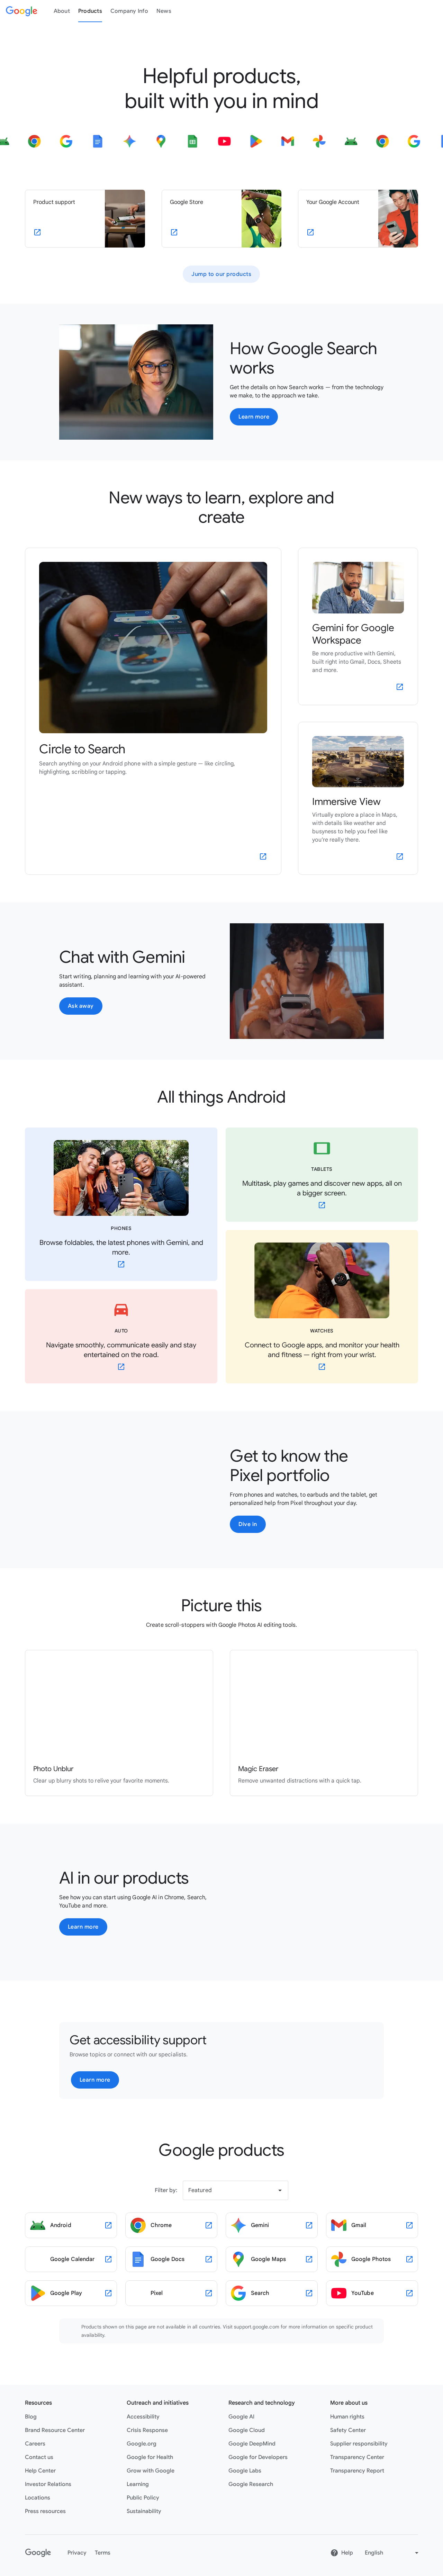 Google
About
Products
Company Info
News
Helpful products,
built with you in mind
Product support
Google Store
Your Google Account
Jump to our products
How Google Search
works
Get the details on how Search works — from the technology
we make, to the approach we take.
Learn more
New ways to learn, explore and
create
Circle to Search
Search anything on your Android phone with a simple gesture — like circling,
highlighting, scribbling or tapping.
Gemini for Google
Workspace
Be more productive with Gemini,
built right into Gmail, Docs, Sheets
and more.
Immersive View
Virtually explore a place in Maps,
with details like weather and
busyness to help you feel like
you're really there.
Chat with Gemini
Start writing, planning and learning with your AI-powered
assistant.
Ask away
All things Android
PHONES
Browse foldables, the latest phones with Gemini, and
more.
TABLETS
Multitask, play games and discover new apps, all on
a bigger screen.
AUTO
Navigate smoothly, communicate easily and stay
entertained on the road.
WATCHES
Connect to Google apps, and monitor your health
and fitness — right from your wrist.
Get to know the
Pixel portfolio
From phones and watches, to earbuds and the tablet, get
personalized help from Pixel throughout your day.
Dive in
Picture this
Create scroll-stoppers with Google Photos AI editing tools.
Photo Unblur
Clear up blurry shots to relive your favorite moments.
Magic Eraser
Remove unwanted distractions with a quick tap.
AI in our products
See how you can start using Google AI in Chrome, Search,
YouTube and more.
Learn more
Get accessibility support
Browse topics or connect with our specialists.
Learn more
Google products
Filter by:
Featured
Android
Chrome
Gemini
Gmail
Google Calendar
Google Docs
Google Maps
Google Photos
Google Play
Pixel
Search
YouTube
Products shown on this page are not available in all countries. Visit support.google.com for more information on specific product
availability.
Resources
Blog
Brand Resource Center
Careers
Contact us
Help Center
Investor Relations
Locations
Press resources
Outreach and initiatives
Accessibility
Crisis Response
Google.org
Google for Health
Grow with Google
Learning
Public Policy
Sustainability
Research and technology
Google AI
Google Cloud
Google DeepMind
Google for Developers
Google Labs
Google Research
More about us
Human rights
Safety Center
Supplier responsibility
Transparency Center
Transparency Report
Google
Privacy
Terms
Help
English